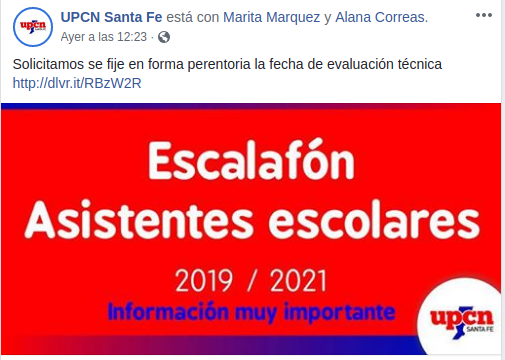 UPCN Santa Fe está con Marita Marquez y Alana Correas.
Ayer a las 12:23 ·
Solicitamos se fije en forma perentoria la fecha de evaluación técnica
http://dlvr.it/RBzW2R
Escalafón
Asistentes escolares
2019 / 2021
Información muy importante
upcn
SANTA FE
upcn